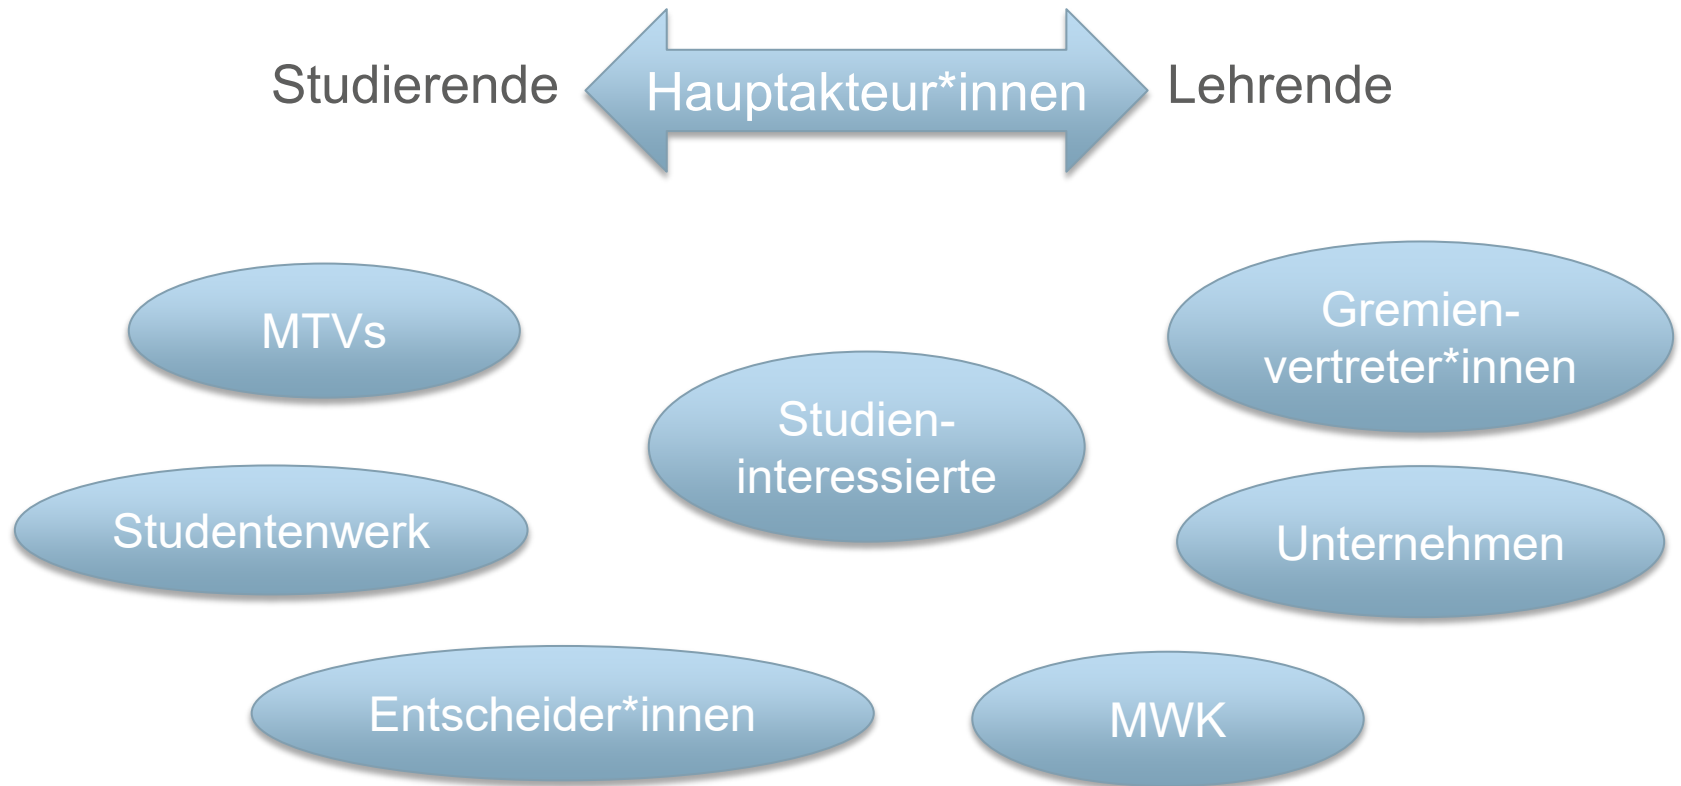 Studierende
Hauptakteur*innen
Lehrende
MTVs
Gremien-
vertreter*innen
Studien-
interessierte
Studentenwerk
Unternehmen
Entscheider*innen
MWK